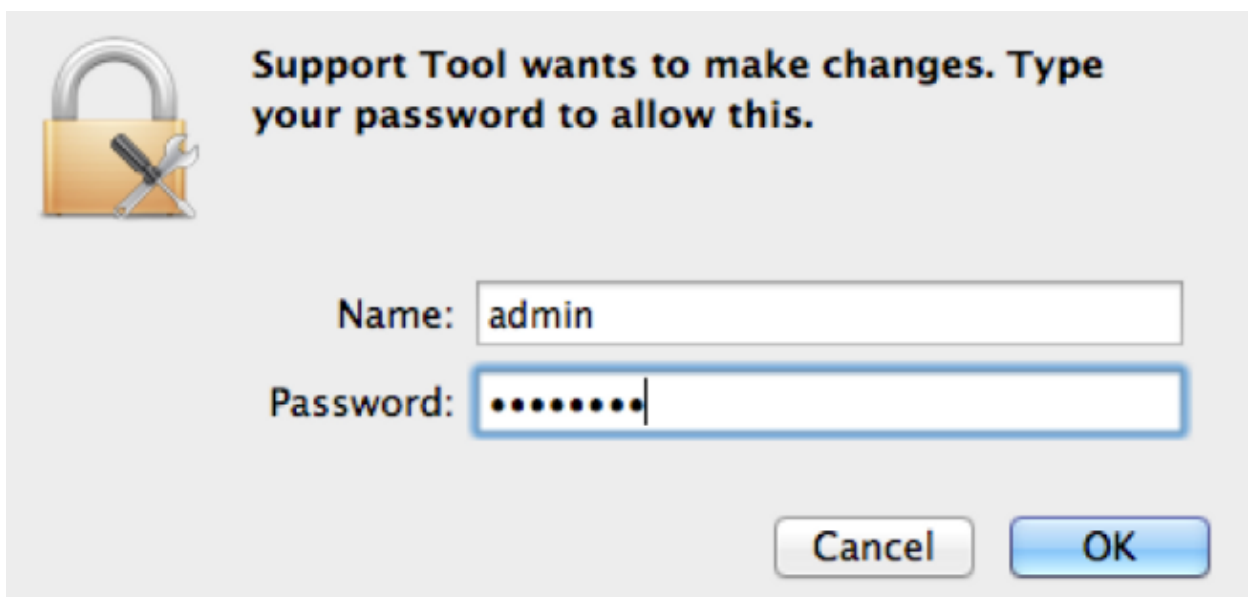 Support Tool wants to make changes. Type
your password to allow this.
Name: admin
Password: ••••••••
Cancel OK